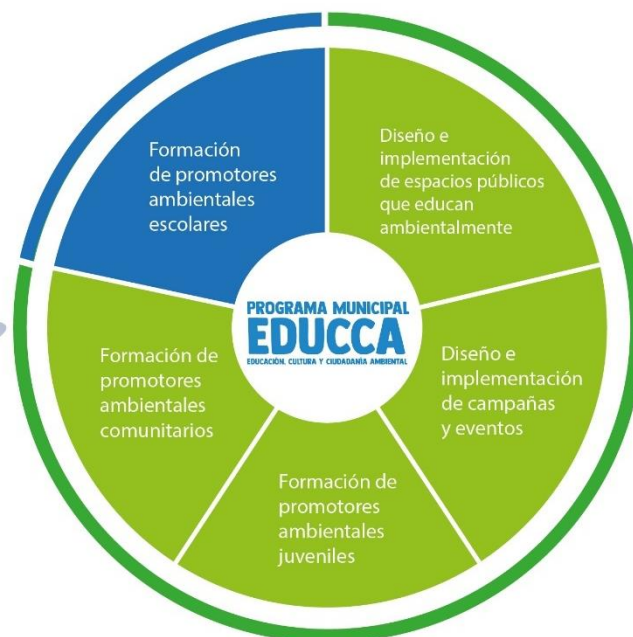 Formación
de promotores
ambientales
escolares
Diseño e
implementación
de espacios públicos
que educan
ambientalmente
PROGRAMA MUNICIPAL
EDUCCA
EDUCACIÓN, CULTURA Y CIUDADANÍA AMBIENTAL
Formación de
promotores
ambientales
comunitarios
Diseño e
implementación
de campañas
y eventos
Formación de
promotores
ambientales
juveniles